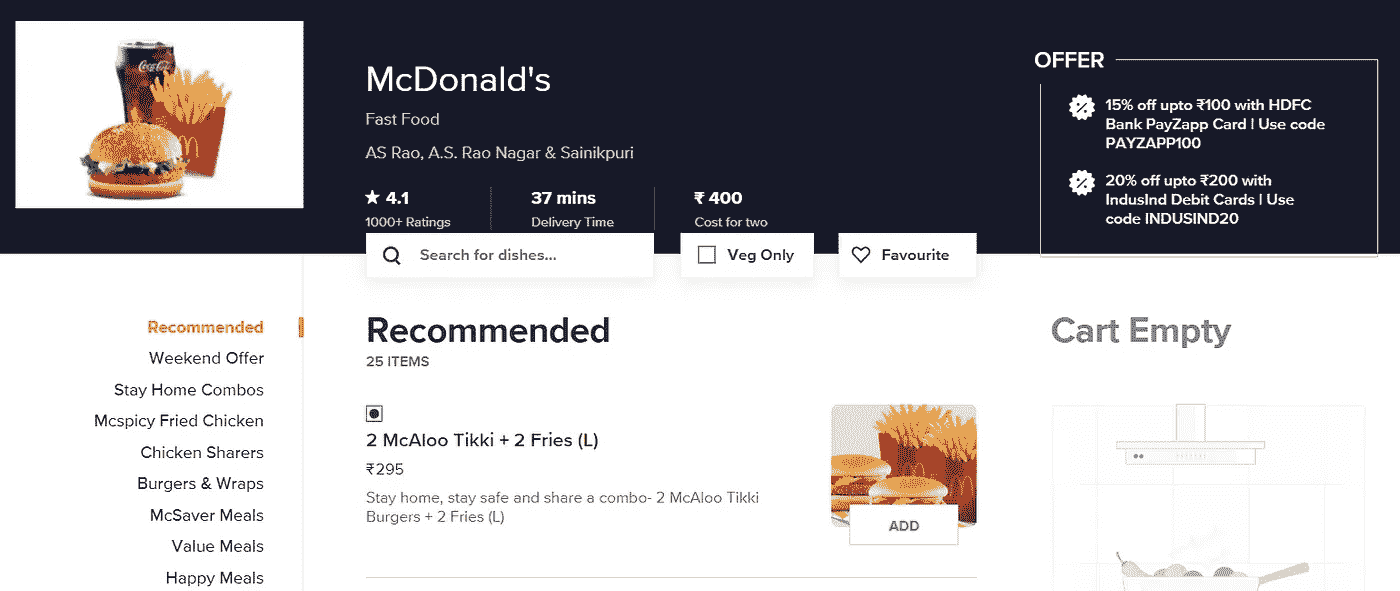 Coca-Cola
McDonald's
Fast Food
AS Rao, A.S. Rao Nagar & Sainikpuri
★ 4.1
1000+ Ratings
37 mins
Delivery Time
₹ 400
Cost for two
OFFER
15% off upto ₹100 with HDFC
Bank PayZapp Card | Use code
PAYZAPP100
20% off upto ₹200 with
IndusInd Debit Cards | Use
code INDUSIND20
Search for dishes...
Veg Only
Favourite
Recommended
Weekend Offer
Stay Home Combos
Mcspicy Fried Chicken
Chicken Sharers
Burgers & Wraps
McSaver Meals
Value Meals
Happy Meals
Recommended
25 ITEMS
2 McAloo Tikki + 2 Fries (L)
₹295
Stay home, stay safe and share a combo- 2 McAloo Tikki
Burgers + 2 Fries (L)
ADD
Cart Empty